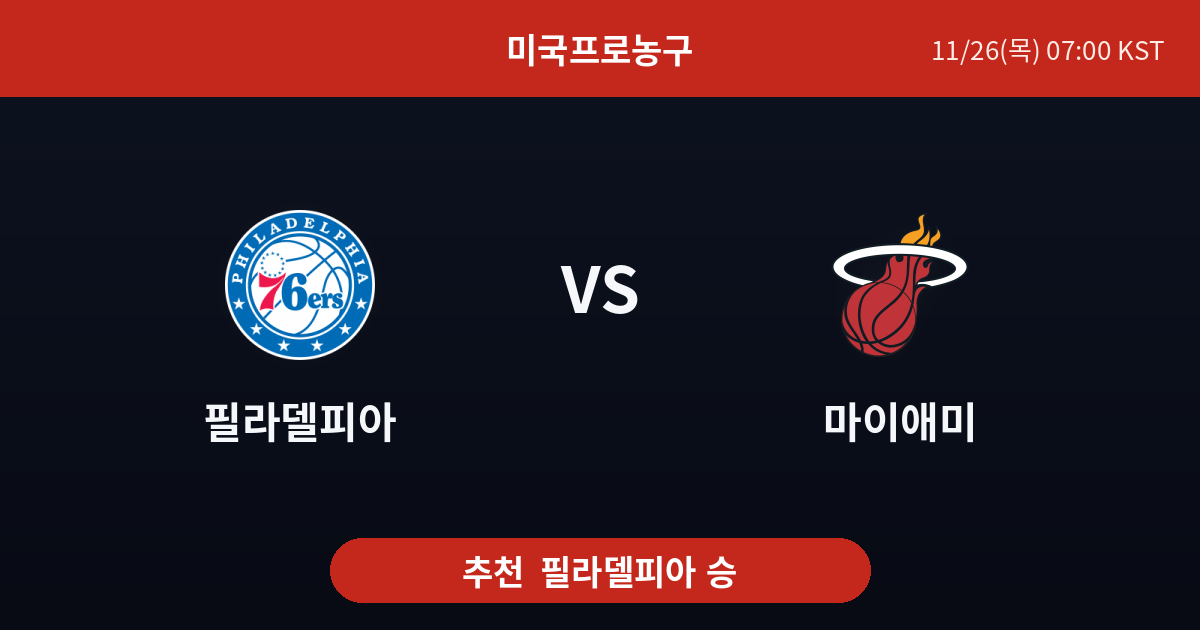 미국프로농구
11/26(목) 07:00 KST
PHILADELPHIA
76ers
VS
필라델피아
마이애미
추천 필라델피아 승